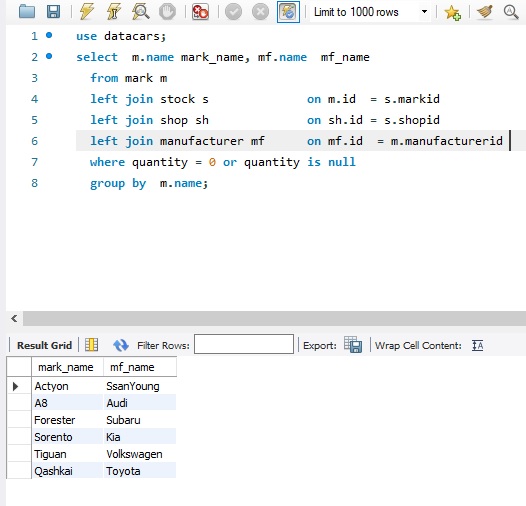 Limit to 1000 rows
1 use datacars;
2 select m.name mark_name, mf.name mf_name
3 from mark m
4 left join stock s on m.id = s.markid
5 left join shop sh on sh.id = s.shopid
6 left join manufacturer mf on mf.id = m.manufacturerid
7 where quantity = 0 or quantity is null
8 group by m.name;
Result Grid Filter Rows: Export: Wrap Cell Content:
mark_name mf_name
Actyon SsanYoung
A8 Audi
Forester Subaru
Sorento Kia
Tiguan Volkswagen
Qashkai Toyota